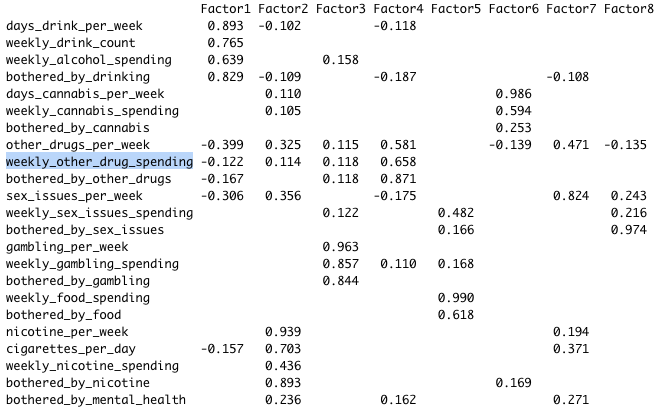 Factor1 Factor2 Factor3 Factor4 Factor5 Factor6 Factor7 Factor8
days_drink_per_week 0.893 -0.102 -0.118
weekly_drink_count 0.765
weekly_alcohol_spending 0.639 0.158
bothered_by_drinking 0.829 -0.109 -0.187 -0.108
days_cannabis_per_week 0.110 0.986
weekly_cannabis_spending 0.105 0.594
bothered_by_cannabis 0.253
other_drugs_per_week -0.399 0.325 0.115 0.581 -0.139 0.471 -0.135
weekly_other_drug_spending -0.122 0.114 0.118 0.658
bothered_by_other_drugs -0.167 0.118 0.871
sex_issues_per_week -0.306 0.356 -0.175 0.824 0.243
weekly_sex_issues_spending 0.122 0.482 0.216
bothered_by_sex_issues 0.166 0.974
gambling_per_week 0.963
weekly_gambling_spending 0.857 0.110 0.168
bothered_by_gambling 0.844
weekly_food_spending 0.990
bothered_by_food 0.618
nicotine_per_week 0.939 0.194
cigarettes_per_day -0.157 0.703 0.371
weekly_nicotine_spending 0.436
bothered_by_nicotine 0.893 0.169
bothered_by_mental_health 0.236 0.162 0.271